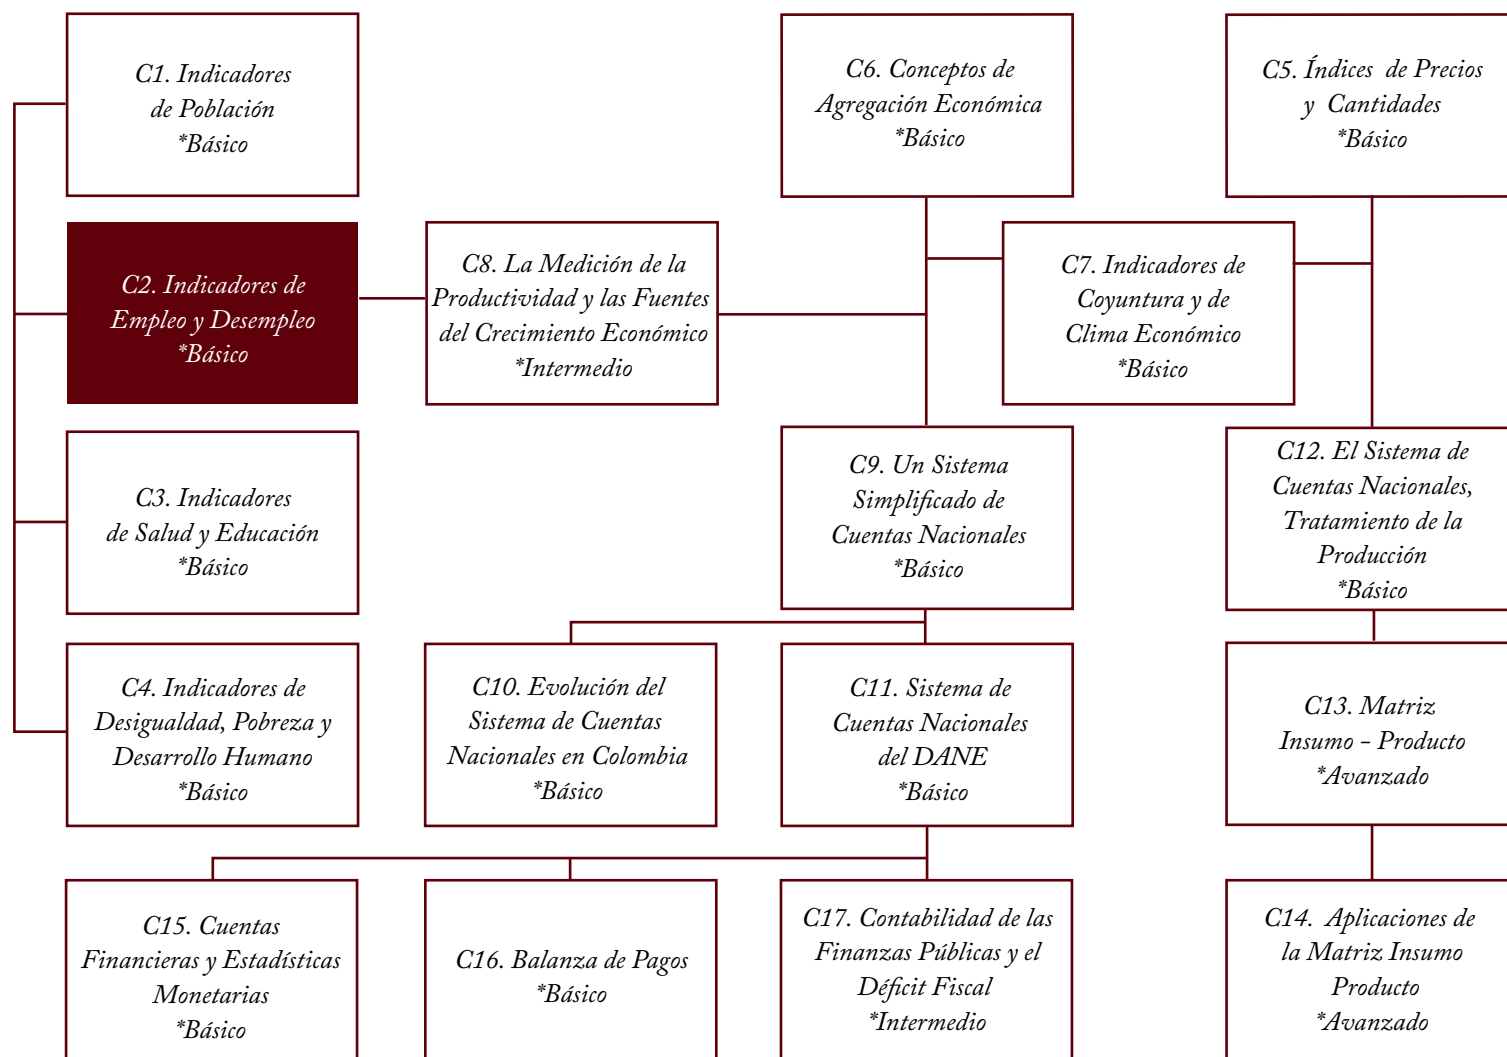 C1. Indicadores
de Población
*Básico
C6. Conceptos de
Agregación Económica
*Básico
C5. Índices de Precios
y Cantidades
*Básico
C2. Indicadores de
Empleo y Desempleo
*Básico
C8. La Medición de la
Productividad y las Fuentes
del Crecimiento Económico
*Intermedio
C7. Indicadores de
Coyuntura y de
Clima Económico
*Básico
C3. Indicadores
de Salud y Educación
*Básico
C9. Un Sistema
Simplificado de
Cuentas Nacionales
*Básico
C12. El Sistema de
Cuentas Nacionales,
Tratamiento de la
Producción
*Básico
C4. Indicadores de
Desigualdad, Pobreza y
Desarrollo Humano
*Básico
C10. Evolución del
Sistema de Cuentas
Nacionales en Colombia
*Básico
C11. Sistema de
Cuentas Nacionales
del DANE
*Básico
C13. Matriz
Insumo - Producto
*Avanzado
C15. Cuentas
Financieras y Estadísticas
Monetarias
*Básico
C16. Balanza de Pagos
*Básico
C17. Contabilidad de las
Finanzas Públicas y el
Déficit Fiscal
*Intermedio
C14. Aplicaciones de
la Matriz Insumo
Producto
*Avanzado